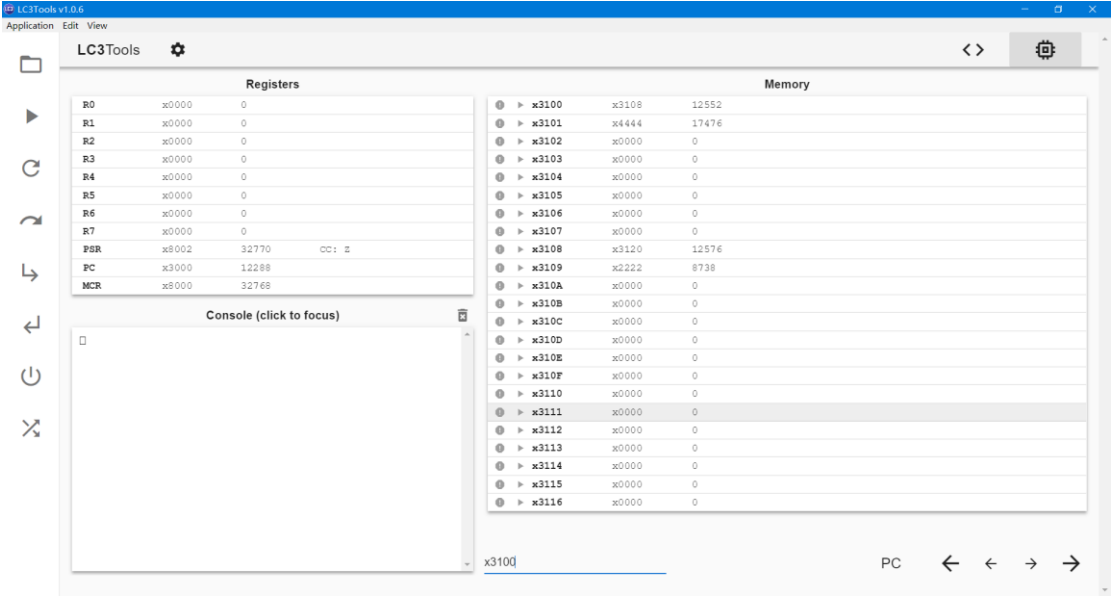 LC3Tools v1.0.6
Application Edit View
LC3Tools
Registers
R0 x0000 0
R1 x0000 0
R2 x0000 0
R3 x0000 0
R4 x0000 0
R5 x0000 0
R6 x0000 0
R7 x0000 0
PSR x8002 32770 CC: Z
PC x3000 12288
MCR x8000 32768
Console (click to focus)
Memory
x3100 x3108 12552
x3101 x4444 17476
x3102 x0000 0
x3103 x0000 0
x3104 x0000 0
x3105 x0000 0
x3106 x0000 0
x3107 x0000 0
x3108 x3120 12576
x3109 x2222 8738
x310A x0000 0
x310B x0000 0
x310C x0000 0
x310D x0000 0
x310E x0000 0
x310F x0000 0
x3110 x0000 0
x3111 x0000 0
x3112 x0000 0
x3113 x0000 0
x3114 x0000 0
x3115 x0000 0
x3116 x0000 0
x3100
PC